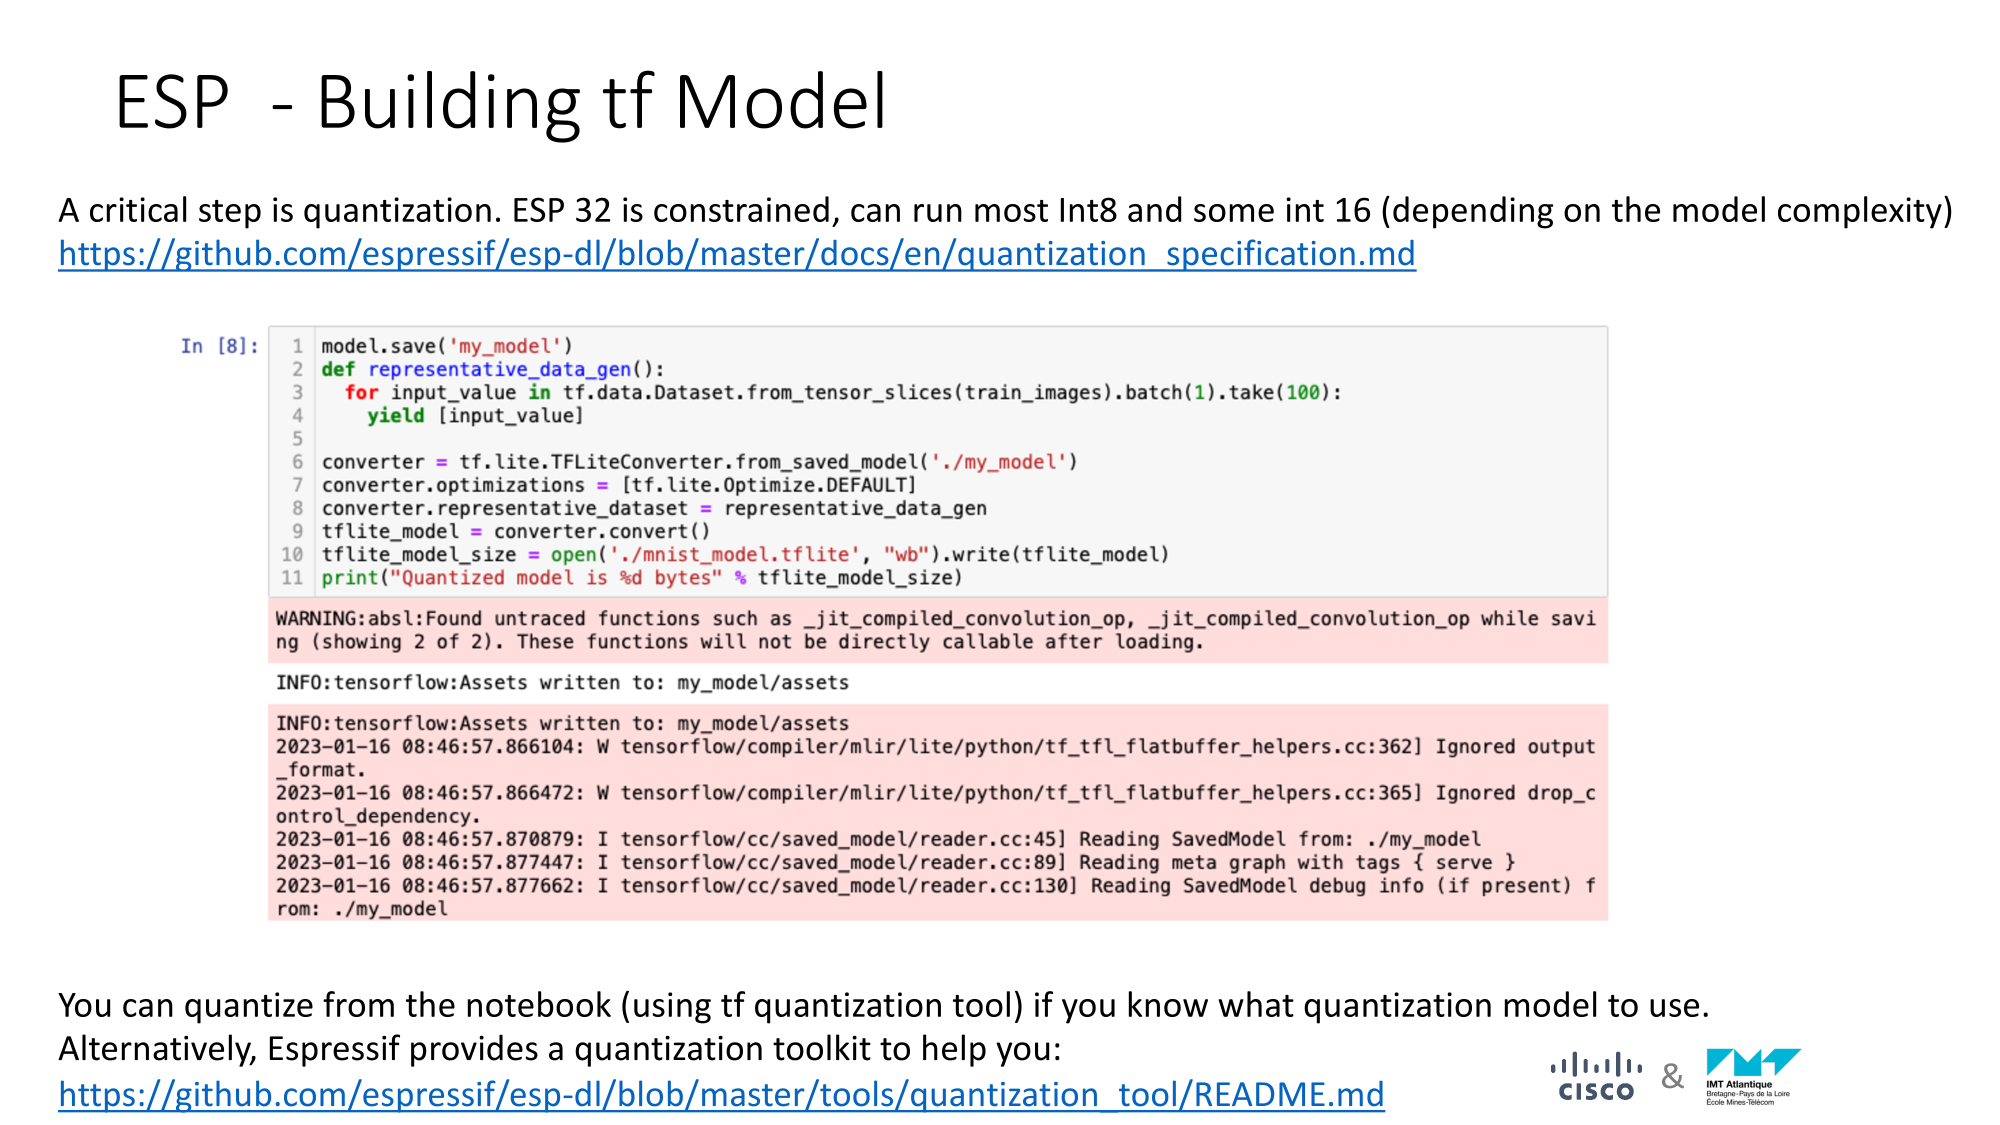 ESP  - Building tf Model
A critical step is quantization. ESP 32 is constrained, can run most Int8 and some int 16 (depending on the model complexity)
https://github.com/espressif/esp-dl/blob/master/docs/en/quantization_specification.md
In [8]:
1 model.save('my_model')
2 def representative_data_gen():
3   for input_value in tf.data.Dataset.from_tensor_slices(train_images).batch(1).take(100):
4     yield [input_value]
5
6 converter = tf.lite.TFLiteConverter.from_saved_model('./my_model')
7 converter.optimizations = [tf.lite.Optimize.DEFAULT]
8 converter.representative_dataset = representative_data_gen
9 tflite_model = converter.convert()
10 tflite_model_size = open('./mnist_model.tflite', "wb").write(tflite_model)
11 print("Quantized model is %d bytes" % tflite_model_size)
WARNING:absl:Found untraced functions such as _jit_compiled_convolution_op, _jit_compiled_convolution_op while savi
ng (showing 2 of 2). These functions will not be directly callable after loading.
INFO:tensorflow:Assets written to: my_model/assets
INFO:tensorflow:Assets written to: my_model/assets
2023-01-16 08:46:57.866104: W tensorflow/compiler/mlir/lite/python/tf_tfl_flatbuffer_helpers.cc:362] Ignored output
_format.
2023-01-16 08:46:57.866472: W tensorflow/compiler/mlir/lite/python/tf_tfl_flatbuffer_helpers.cc:365] Ignored drop_c
ontrol_dependency.
2023-01-16 08:46:57.870879: I tensorflow/cc/saved_model/reader.cc:45] Reading SavedModel from: ./my_model
2023-01-16 08:46:57.877447: I tensorflow/cc/saved_model/reader.cc:89] Reading meta graph with tags { serve }
2023-01-16 08:46:57.877662: I tensorflow/cc/saved_model/reader.cc:130] Reading SavedModel debug info (if present) f
rom: ./my_model
You can quantize from the notebook (using tf quantization tool) if you know what quantization model to use.
Alternatively, Espressif provides a quantization toolkit to help you:
https://github.com/espressif/esp-dl/blob/master/tools/quantization_tool/README.md
CISCO & IMT
IMT Atlantique
Bretagne-Pays de la Loire
École Mines-Télécom